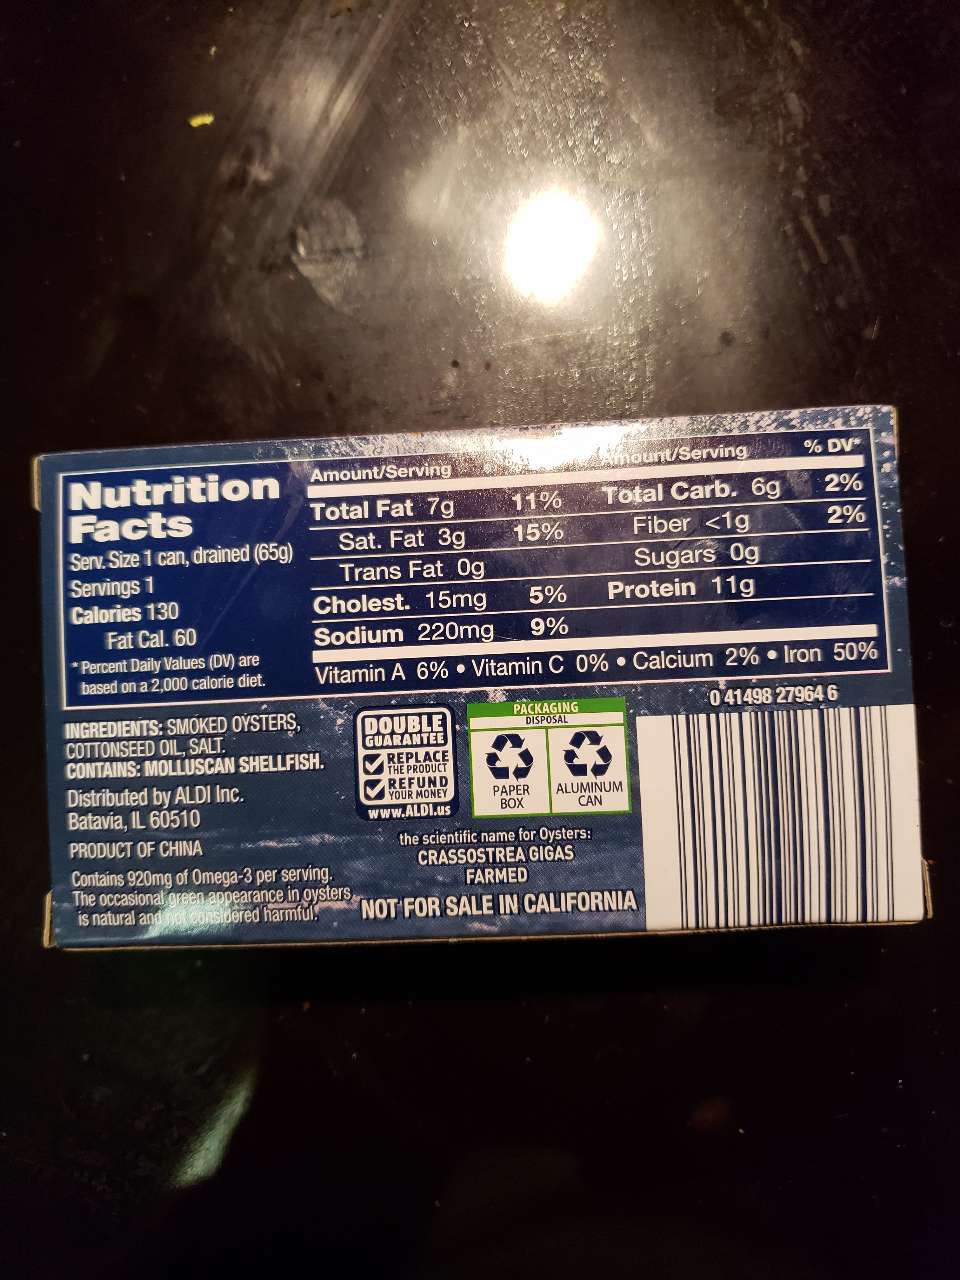 Nutrition
Facts
Serv. Size 1 can, drained (65g)
Servings 1
Calories 130
Fat Cal. 60
* Percent Daily Values (DV) are
based on a 2,000 calorie diet.
Amount/Serving
Total Fat 7g 11%
Sat. Fat 3g 15%
Trans Fat 0g
Cholest. 15mg 5%
Sodium 220mg 9%
Amount/Serving % DV*
Total Carb. 6g 2%
Fiber <1g 2%
Sugars 0g
Protein 11g
Vitamin A 6% • Vitamin C 0% • Calcium 2% • Iron 50%
INGREDIENTS: SMOKED OYSTERS,
COTTONSEED OIL, SALT.
CONTAINS: MOLLUSCAN SHELLFISH.
Distributed by ALDI Inc.
Batavia, IL 60510
PRODUCT OF CHINA
Contains 920mg of Omega-3 per serving.
The occasional green appearance in oysters
is natural and not considered harmful.
DOUBLE
GUARANTEE
REPLACE
THE PRODUCT
REFUND
YOUR MONEY
www.ALDI.us
PACKAGING
DISPOSAL
PAPER
BOX
ALUMINUM
CAN
the scientific name for Oysters:
CRASSOSTREA GIGAS
FARMED
NOT FOR SALE IN CALIFORNIA
0 41498 27964 6